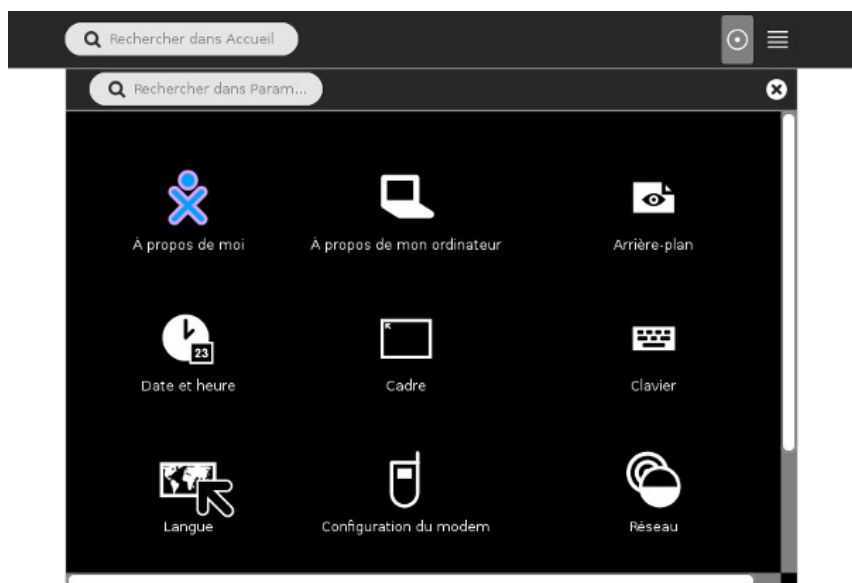 Rechercher dans Accueil
Rechercher dans Param...
À propos de moi
À propos de mon ordinateur
Arrière-plan
23
Date et heure
Cadre
Clavier
Langue
Configuration du modem
Réseau